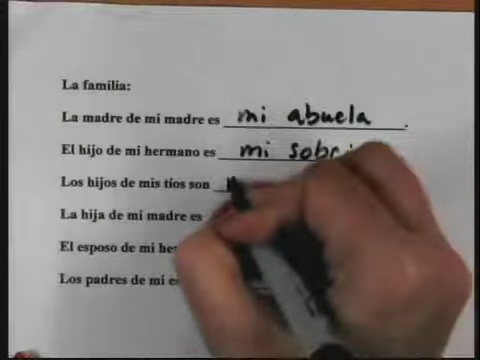 La familia:
La madre de mi madre es mi abuela.
El hijo de mi hermano es mi
Los hijos de mis tíos son
La hija de mi madre es
El esposo de mi
Los padres de mi